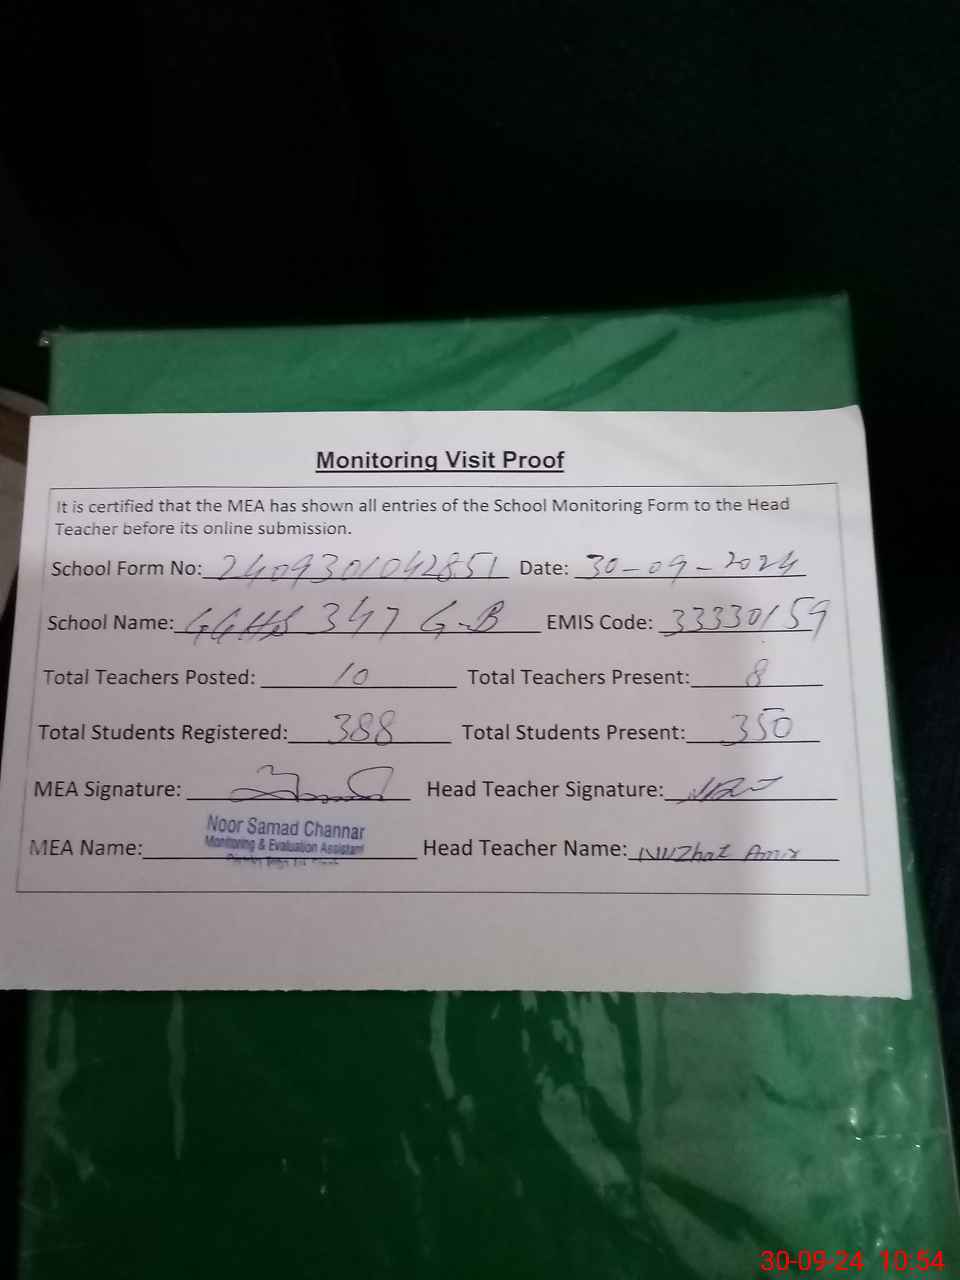 Monitoring Visit Proof
It is certified that the MEA has shown all entries of the School Monitoring Form to the Head
Teacher before its online submission.
School Form No: 2409301042851 Date: 30-09-2024
School Name: GGHS 347 G-B EMIS Code: 33330159
Total Teachers Posted: 10 Total Teachers Present: 8
Total Students Registered: 388 Total Students Present: 350
MEA Signature: Head Teacher Signature:
Noor Samad Channar
Monitoring & Evaluation Assistant
MEA Name: Head Teacher Name: Nuzhat Amir
30-09-24 10:54